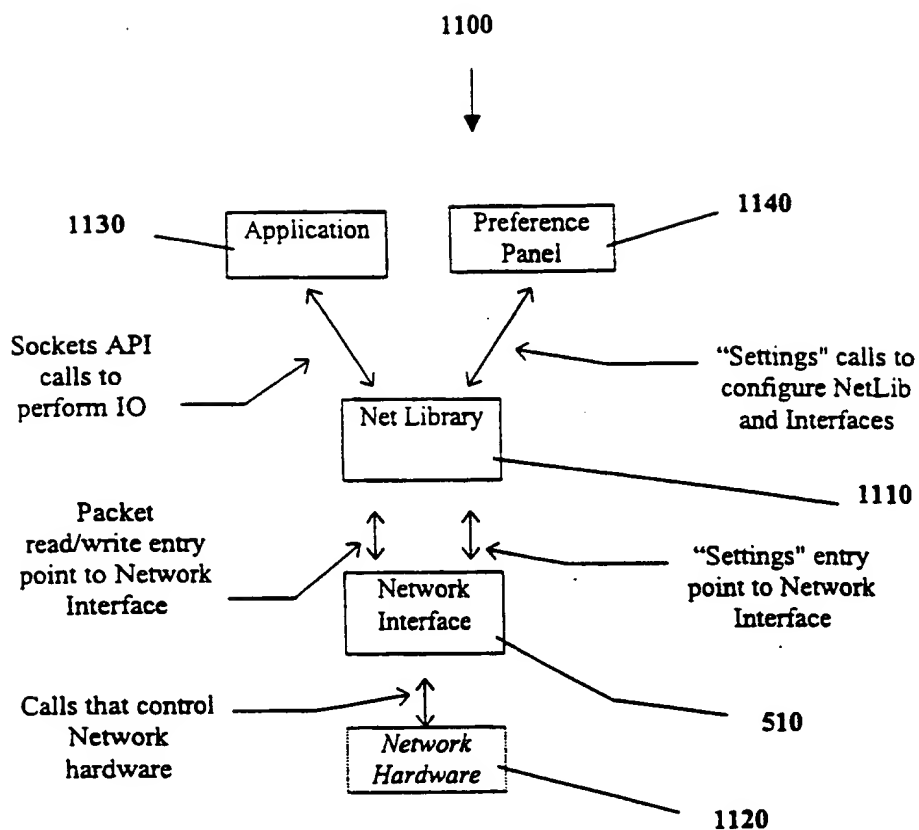 1100
1130
Application
Preference
Panel
1140
Sockets API
calls to
perform IO
“Settings" calls to
configure NetLib
and Interfaces
Net Library
1110
Packet
read/write entry
point to Network
Interface
“Settings" entry
point to Network
Interface
Network
Interface
510
Calls that control
Network
hardware
Network
Hardware
1120